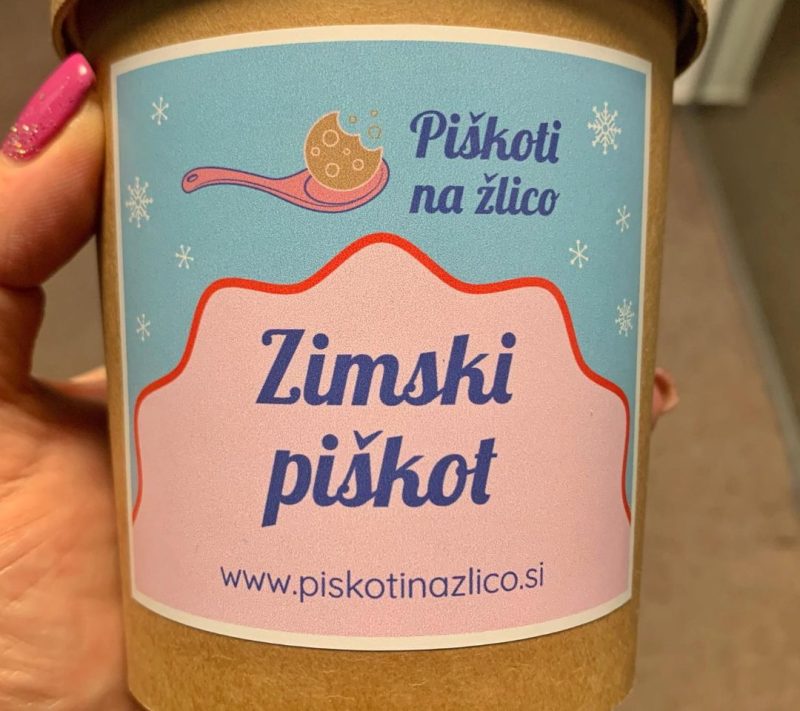 Piškoti
na žlico
Zimski
piškot
www.piskotinazlico.si